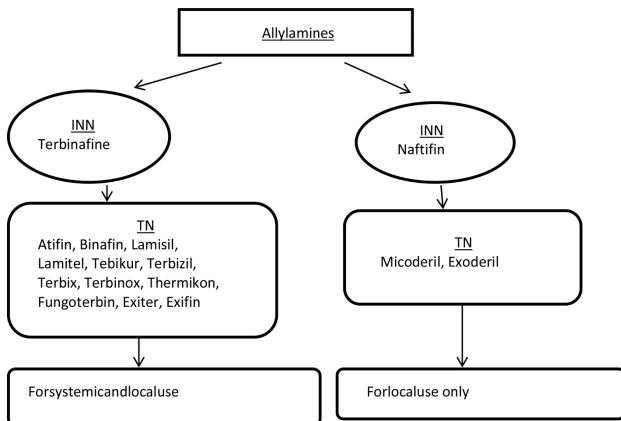 Allylamines
INN
Terbinafine
INN
Naftifin
TN
Atifin, Binafin, Lamisil,
Lamitel, Tebikur, Terbizil,
Terbix, Terbinox, Thermikon,
Fungoterbin, Exiter, Exifin
TN
Micoderil, Exoderil
Forsystemicandlocaluse
Forlocaluse only